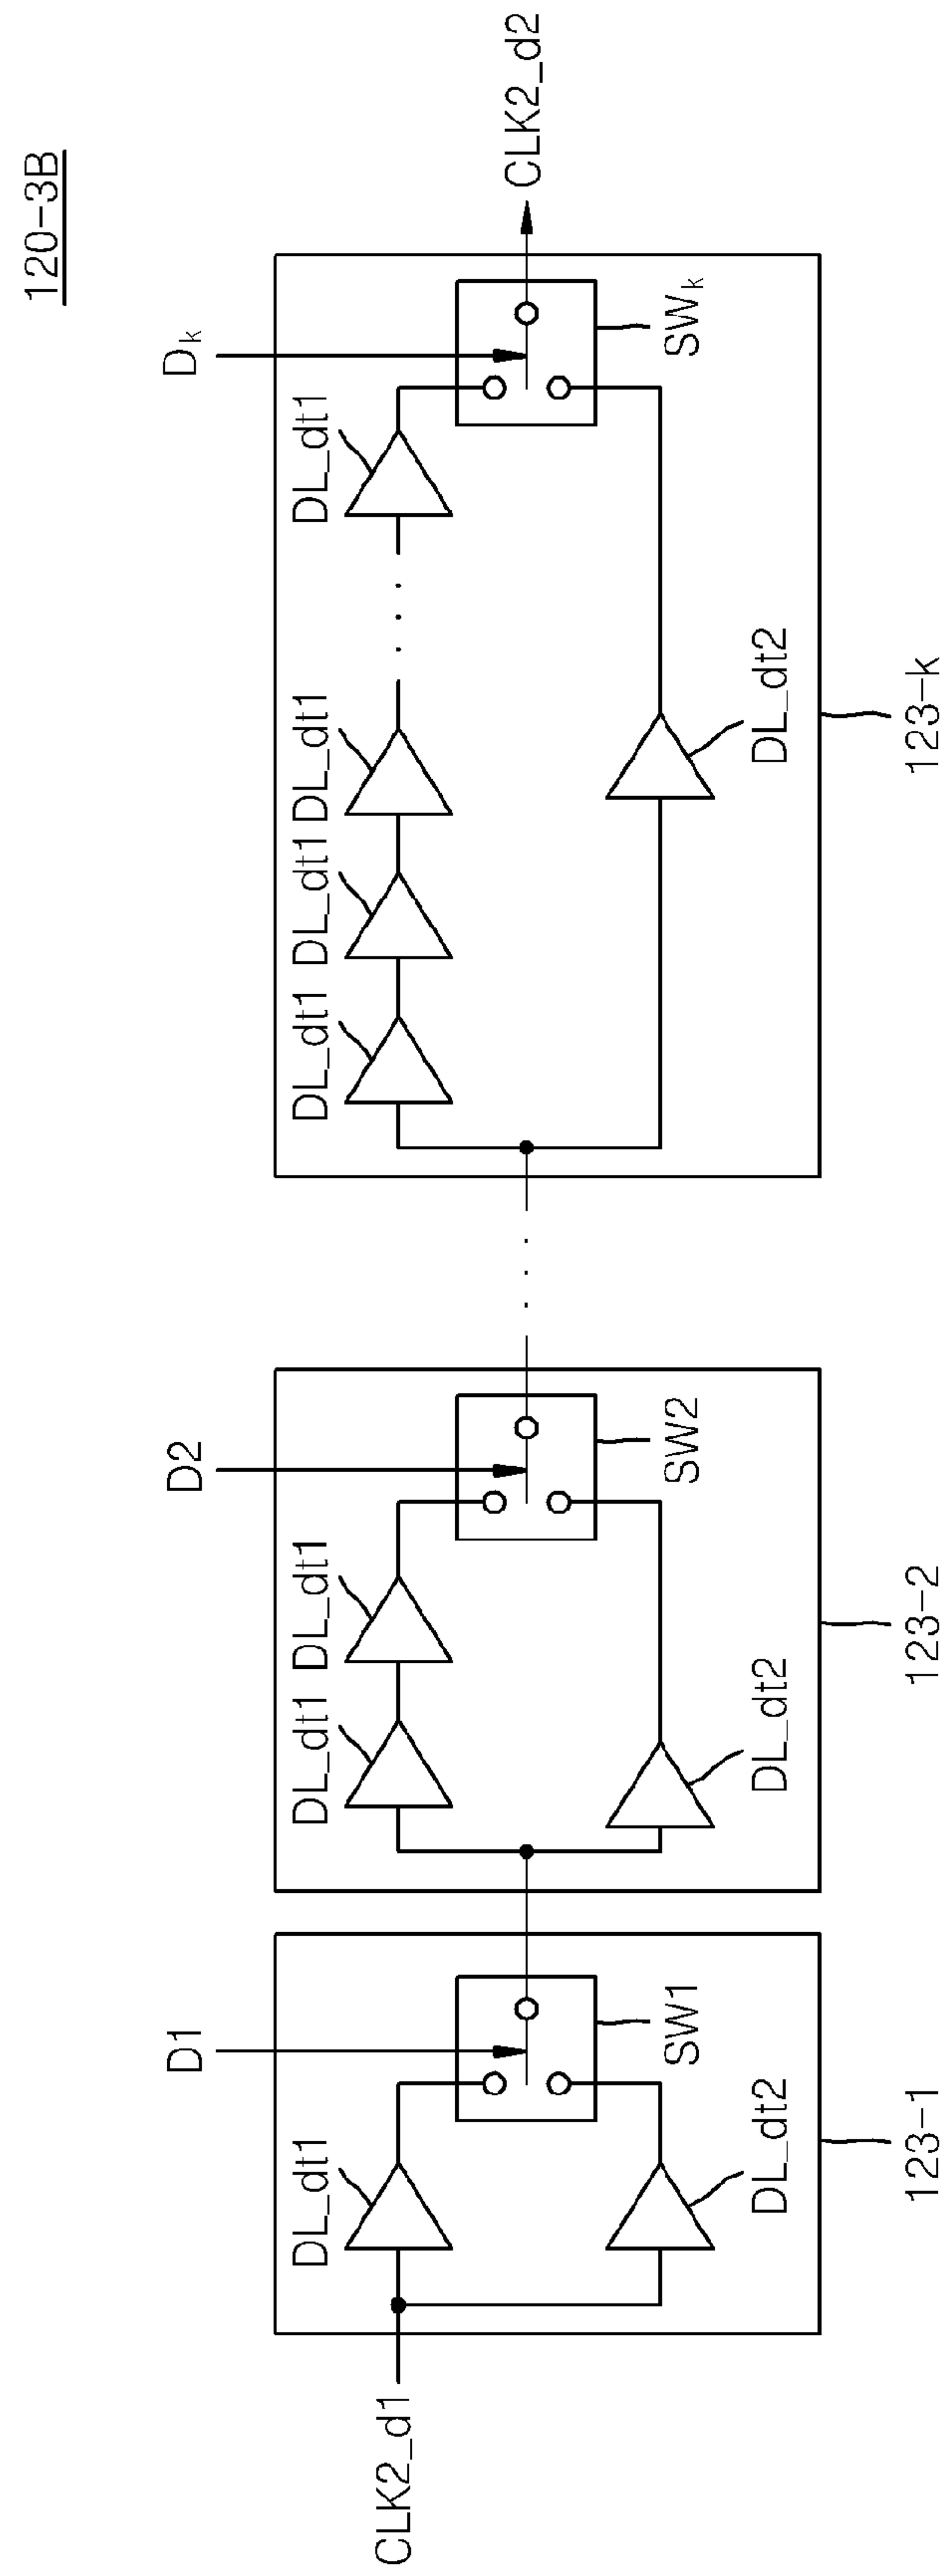 120-3B
D1
D2
Dk
DL_dt1
DL_dt1
DL_dt1
DL_dt1
DL_dt1
DL_dt1
DL_dt1
CLK2_d1
CLK2_d2
SW1
SW2
SWk
DL_dt2
DL_dt2
DL_dt2
123-1
123-2
123-k